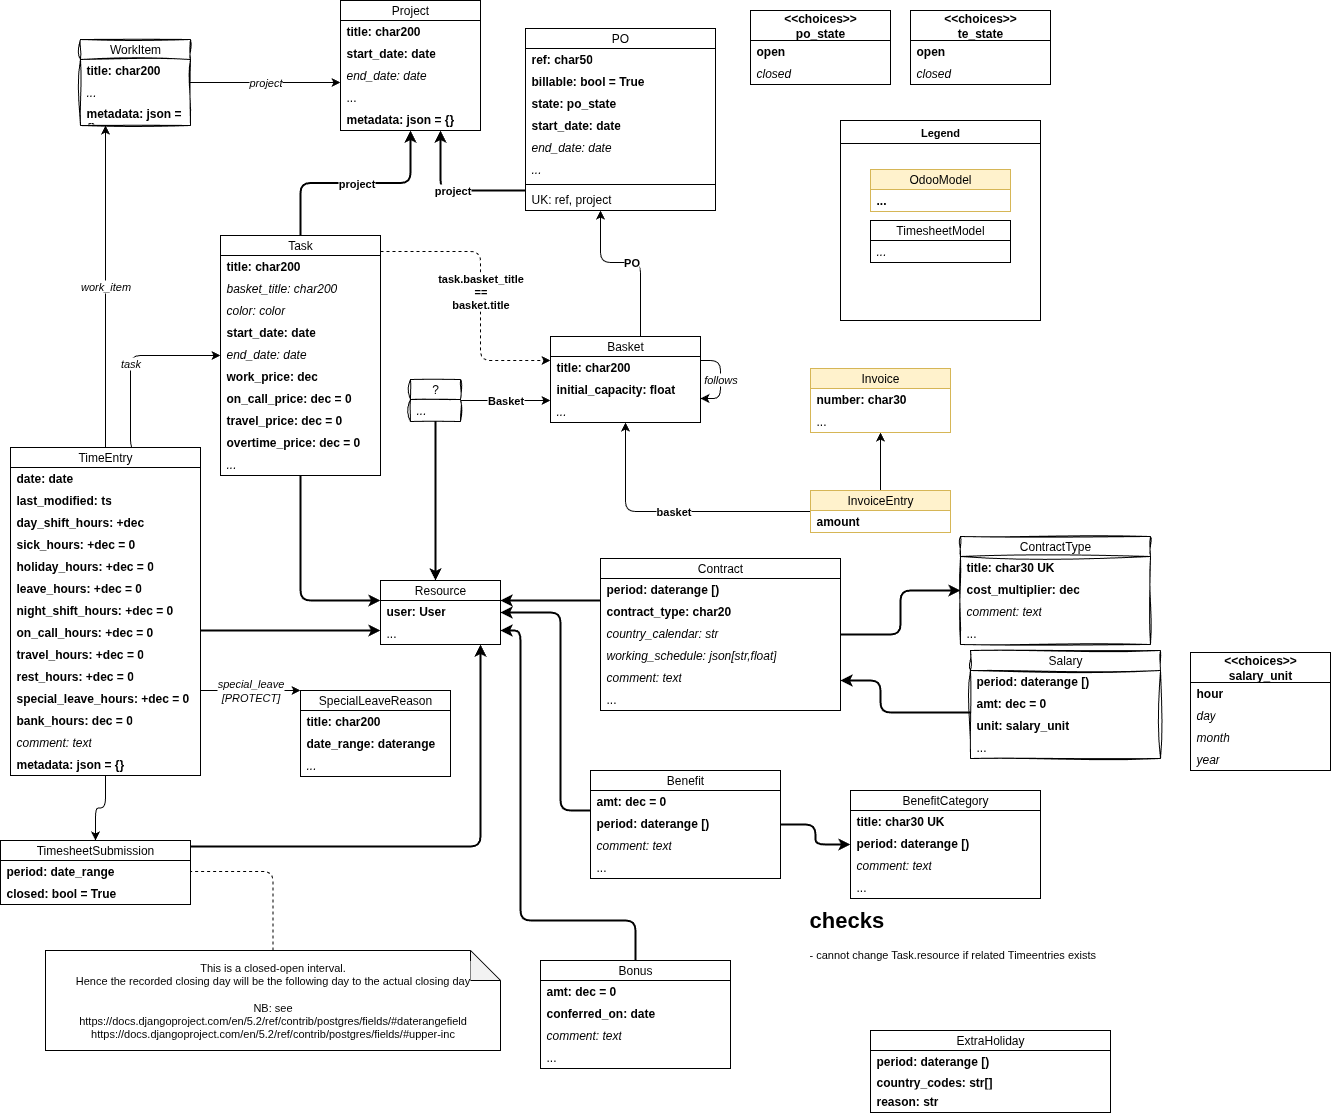 Project
title: char200
start_date: date
end_date: date
...
metadata: json = {}
WorkItem
title: char200
...
metadata: json =
project
PO
ref: char50
billable: bool = True
state: po_state
start_date: date
end_date: date
...
UK: ref, project
<<choices>>
po_state
open
closed
<<choices>>
te_state
open
closed
Legend
OdooModel
...
TimesheetModel
...
project
project
Task
title: char200
basket_title: char200
color: color
start_date: date
end_date: date
work_price: dec
on_call_price: dec = 0
travel_price: dec = 0
overtime_price: dec = 0
...
task.basket_title
==
basket.title
PO
work_item
task
Basket
title: char200
initial_capacity: float
...
follows
?
...
Basket
Invoice
number: char30
...
InvoiceEntry
amount
basket
TimeEntry
date: date
last_modified: ts
day_shift_hours: +dec
sick_hours: +dec = 0
holiday_hours: +dec = 0
leave_hours: +dec = 0
night_shift_hours: +dec = 0
on_call_hours: +dec = 0
travel_hours: +dec = 0
rest_hours: +dec = 0
special_leave_hours: +dec = 0
bank_hours: dec = 0
comment: text
metadata: json = {}
Resource
user: User
...
special_leave
[PROTECT]
SpecialLeaveReason
title: char200
date_range: daterange
...
Contract
period: daterange [)
contract_type: char20
country_calendar: str
working_schedule: json[str,float]
comment: text
...
ContractType
title: char30 UK
cost_multiplier: dec
comment: text
...
Salary
period: daterange [)
amt: dec = 0
unit: salary_unit
...
<<choices>>
salary_unit
hour
day
month
year
Benefit
amt: dec = 0
period: daterange [)
comment: text
...
BenefitCategory
title: char30 UK
period: daterange [)
comment: text
...
TimesheetSubmission
period: date_range
closed: bool = True
checks
- cannot change Task.resource if related Timeentries exists
This is a closed-open interval.
Hence the recorded closing day will be the following day to the actual closing day
NB: see
https://docs.djangoproject.com/en/5.2/ref/contrib/postgres/fields/#daterangefield
https://docs.djangoproject.com/en/5.2/ref/contrib/postgres/fields/#upper-inc
Bonus
amt: dec = 0
conferred_on: date
comment: text
...
ExtraHoliday
period: daterange [)
country_codes: str[]
reason: str